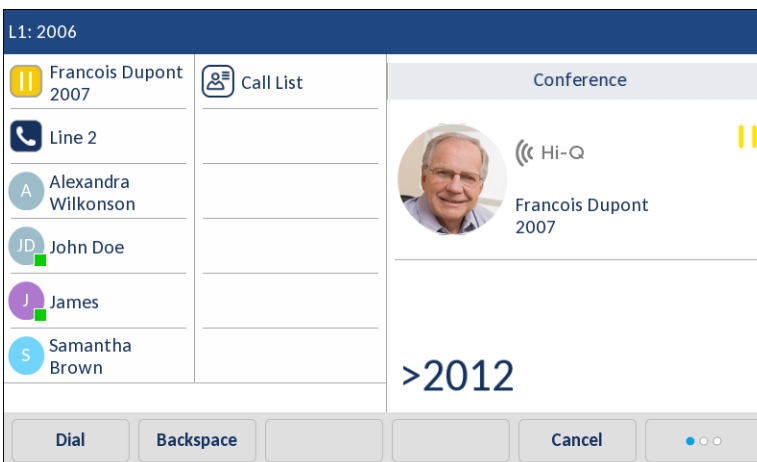 L1: 2006
Francois Dupont
2007
Line 2
A
Alexandra
Wilkonson
JD
John Doe
J
James
S
Samantha
Brown
Call List
Conference
Hi-Q
Francois Dupont
2007
>2012
Dial
Backspace
Cancel